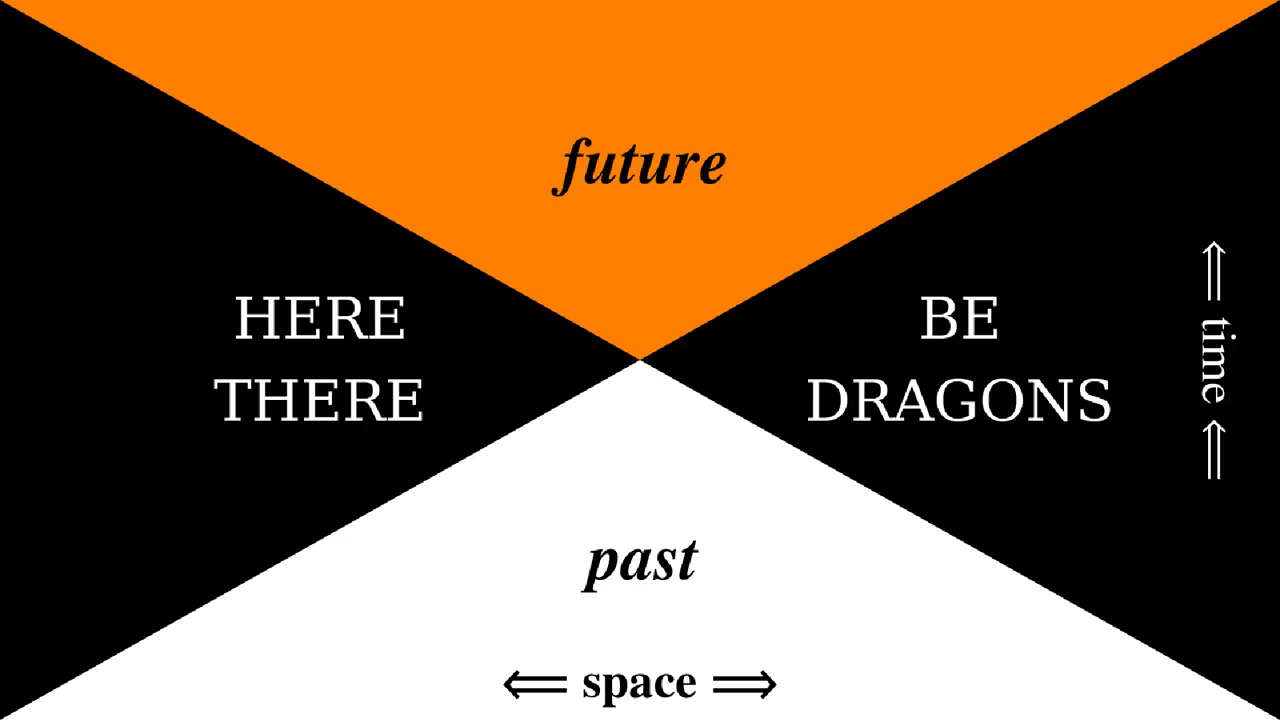 future
HERE
THERE
BE
DRAGONS
⇐ time ⇐
past
⇐ space ⇒